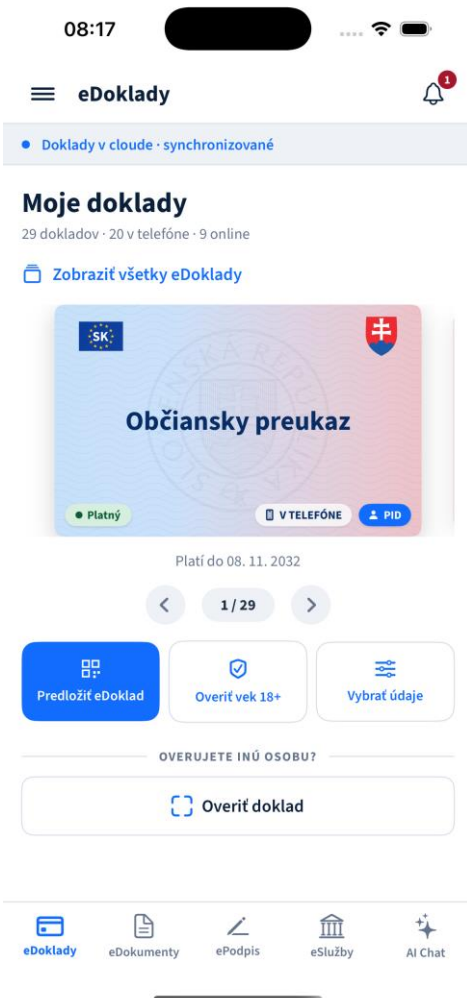 08:17
eDoklady
1
Doklady v cloude · synchronizované
Moje doklady
29 dokladov · 20 v telefóne · 9 online
Zobraziť všetky eDoklady
SK
SLOVENSKÁ REPUBLIKA
Občiansky preukaz
Platný
V TELEFÓNE
PID
Platí do 08. 11. 2032
1 / 29
Predložiť eDoklad
Overiť vek 18+
Vybrať údaje
OVERUJETE INÚ OSOBU?
Overiť doklad
eDoklady
eDokumenty
ePodpis
eSlužby
AI Chat